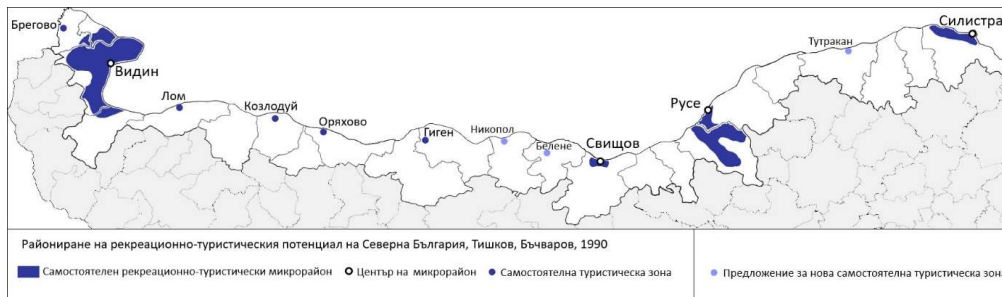 Брегово
Видин
Лом
Козлодуй
Оряхово
Гиген
Никопол
Белене
Свищов
Русе
Тутракан
Силистра
Райониране на рекреационно-туристическия потенциал на Северна България, Тишков, Бъчваров, 1990
Самостоятелен рекреационно-туристически микрорайон
Център на микрорайон
Самостоятелна туристическа зона
Предложение за нова самостоятелна туристическа зона